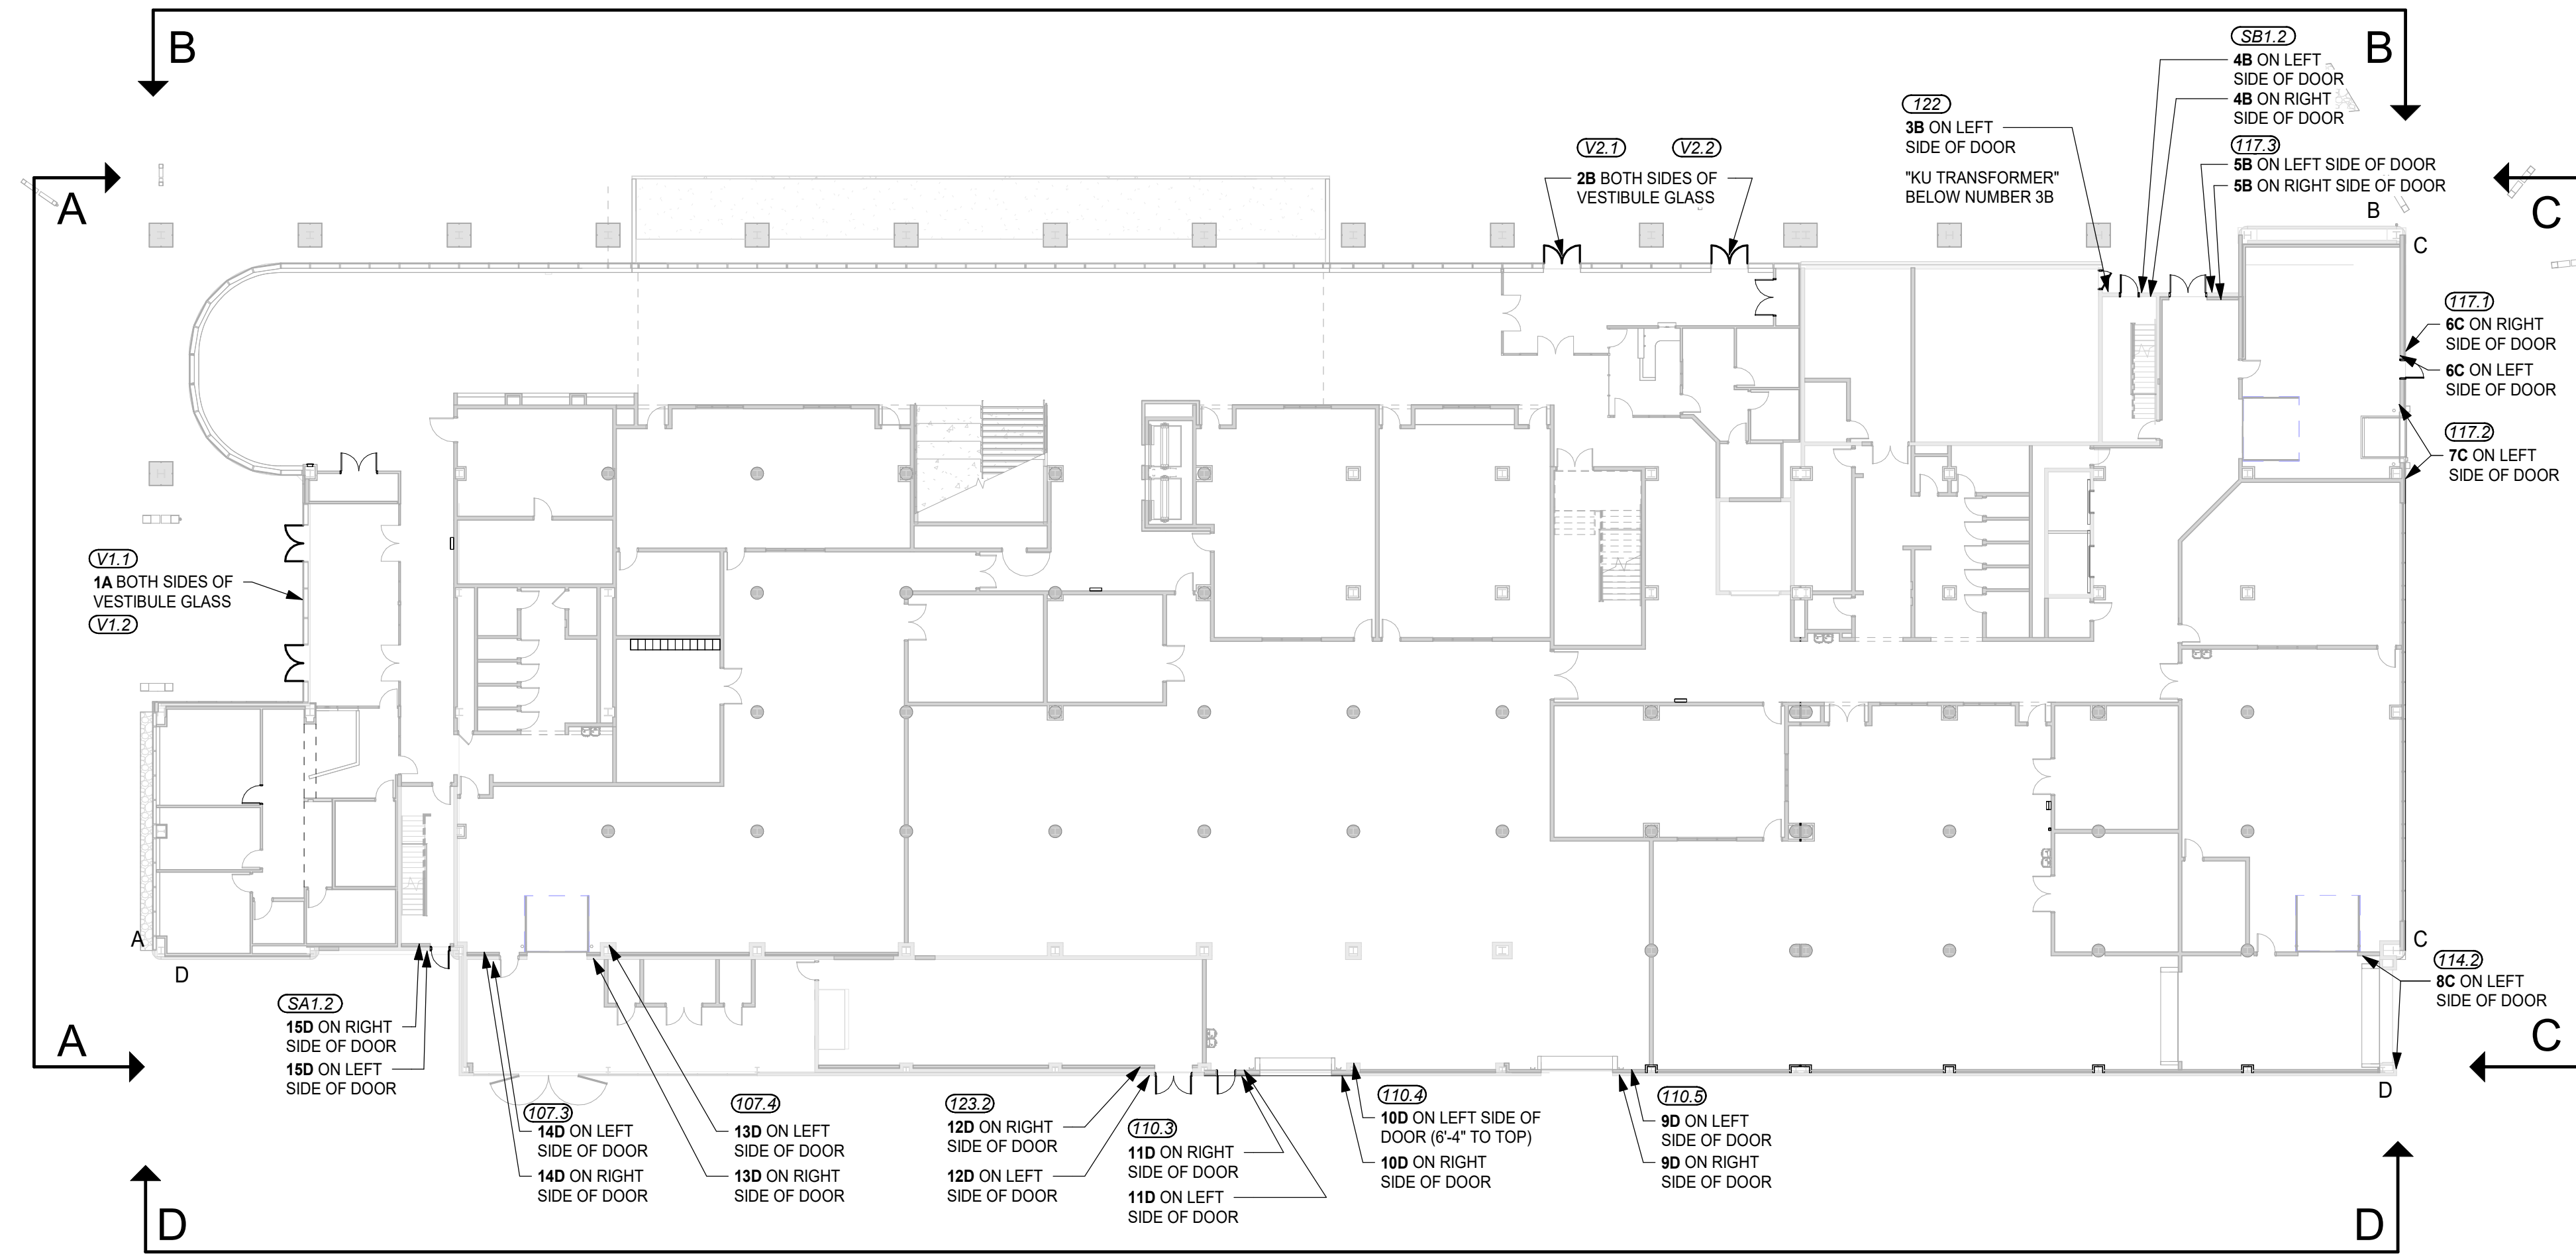 B
B
SB1.2
4B ON LEFT
SIDE OF DOOR
4B ON RIGHT
SIDE OF DOOR
122
3B ON LEFT
SIDE OF DOOR
"KU TRANSFORMER"
BELOW NUMBER 3B
V2.1
V2.2
2B BOTH SIDES OF
VESTIBULE GLASS
117.3
5B ON LEFT SIDE OF DOOR
5B ON RIGHT SIDE OF DOOR
A
C
B
C
117.1
6C ON RIGHT
SIDE OF DOOR
6C ON LEFT
SIDE OF DOOR
117.2
7C ON LEFT
SIDE OF DOOR
V1.1
1A BOTH SIDES OF
VESTIBULE GLASS
V1.2
A
D
C
114.2
8C ON LEFT
SIDE OF DOOR
SA1.2
15D ON RIGHT
SIDE OF DOOR
15D ON LEFT
SIDE OF DOOR
A
C
D
107.3
14D ON LEFT
SIDE OF DOOR
14D ON RIGHT
SIDE OF DOOR
107.4
13D ON LEFT
SIDE OF DOOR
13D ON RIGHT
SIDE OF DOOR
123.2
12D ON RIGHT
SIDE OF DOOR
12D ON LEFT
SIDE OF DOOR
110.3
11D ON RIGHT
SIDE OF DOOR
11D ON LEFT
SIDE OF DOOR
110.4
10D ON LEFT SIDE OF
DOOR (6'-4" TO TOP)
10D ON RIGHT
SIDE OF DOOR
110.5
9D ON LEFT
SIDE OF DOOR
9D ON RIGHT
SIDE OF DOOR
D
D